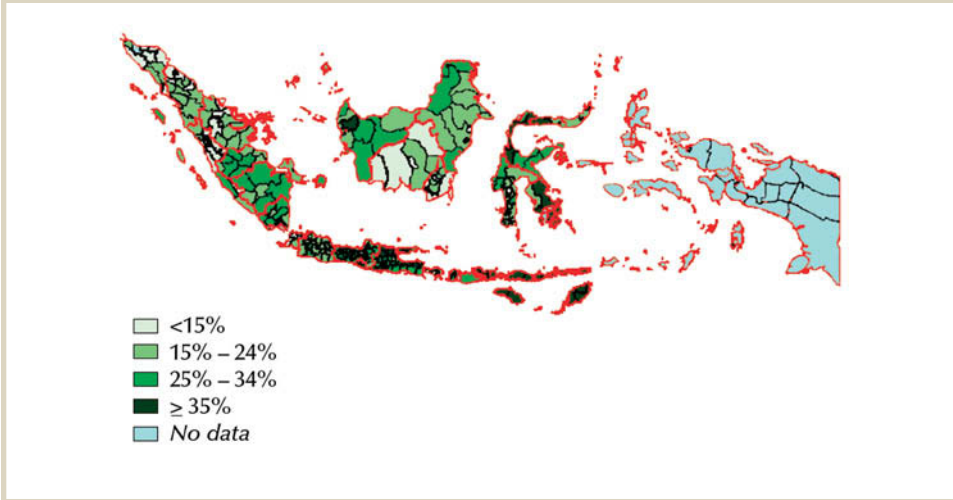 <15%
15% – 24%
25% – 34%
≥ 35%
No data